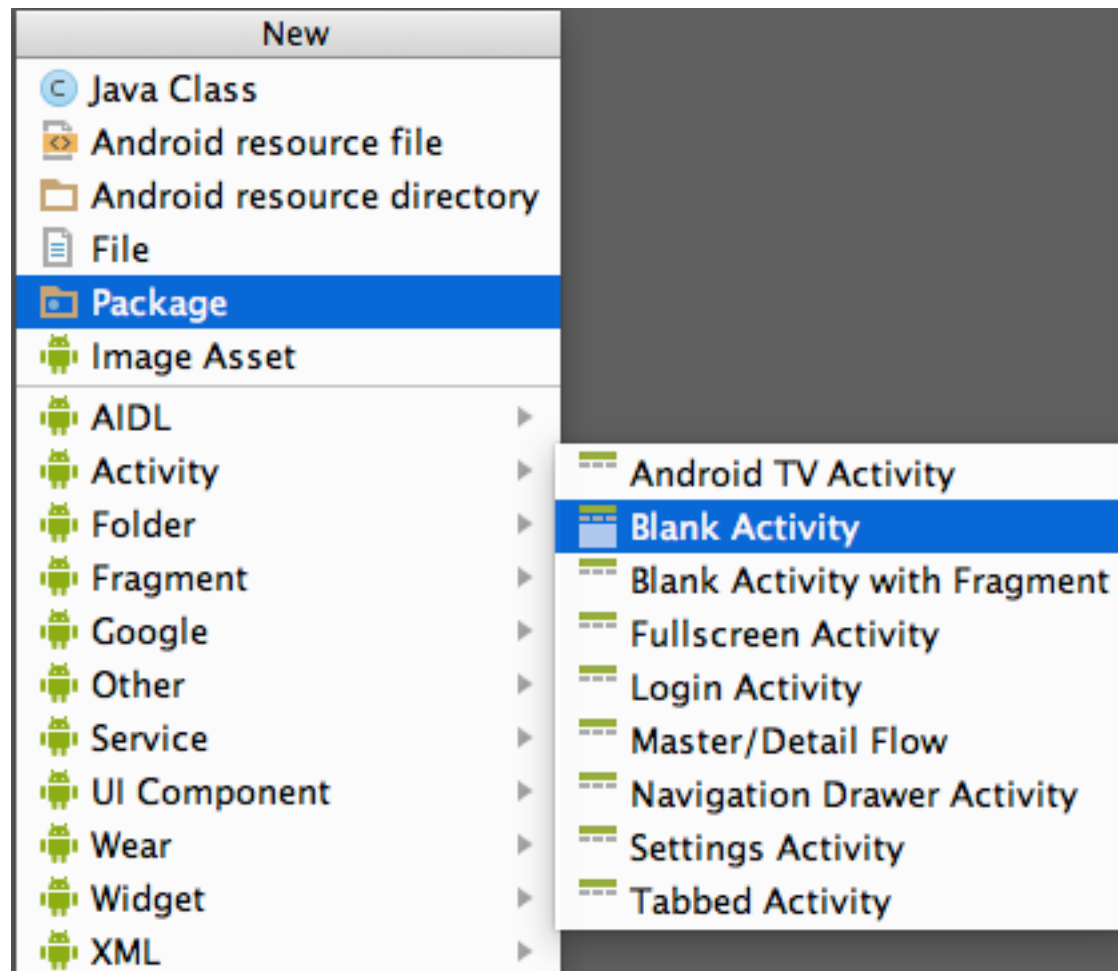 New
Java Class
Android resource file
Android resource directory
File
Package
Image Asset
AIDL
Activity
Folder
Fragment
Google
Other
Service
UI Component
Wear
Widget
XML
Android TV Activity
Blank Activity
Blank Activity with Fragment
Fullscreen Activity
Login Activity
Master/Detail Flow
Navigation Drawer Activity
Settings Activity
Tabbed Activity